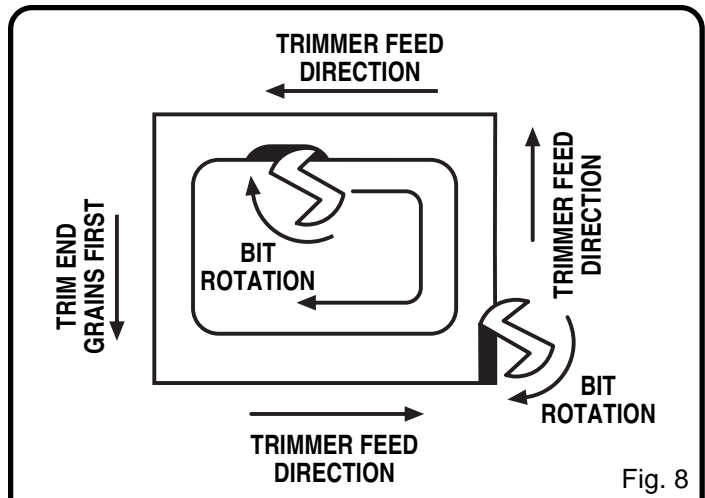 TRIMMER FEED
DIRECTION
TRIM END
GRAINS FIRST
BIT
ROTATION
TRIMMER FEED
DIRECTION
BIT
ROTATION
TRIMMER FEED
DIRECTION
Fig. 8